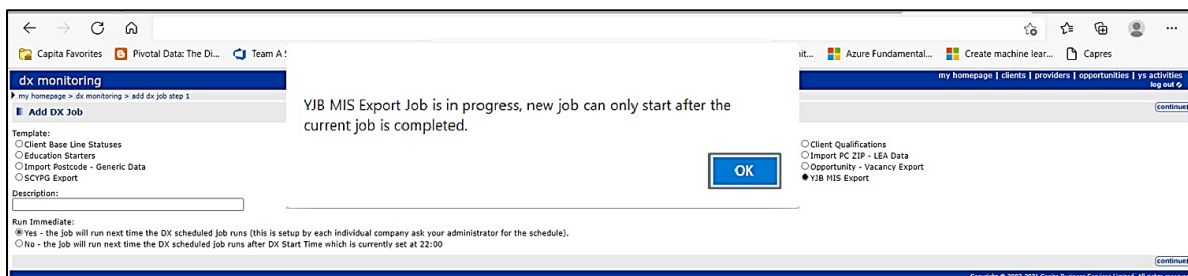 Capita Favorites Pivotal Data: The Di... Team A Azure Fundamental... Create machine lear... Capres
dx monitoring
my homepage | clients | providers | opportunities | ys activities
log out
my homepage > dx monitoring > add dx job step 1
Add DX Job
continue
YJB MIS Export Job is in progress, new job can only start after the
current job is completed.
OK
Template:
Client Base Line Statuses
Client Qualifications
Education Starters
Import PC ZIP - LEA Data
Import Postcode - Generic Data
Opportunity - Vacancy Export
SCYPG Export
YJB MIS Export
Description:
Run Immediate:
Yes - the job will run next time the DX scheduled job runs (this is setup by each individual company ask your administrator for the schedule).
No - the job will run next time the DX scheduled job runs after DX Start Time which is currently set at 22:00
continue